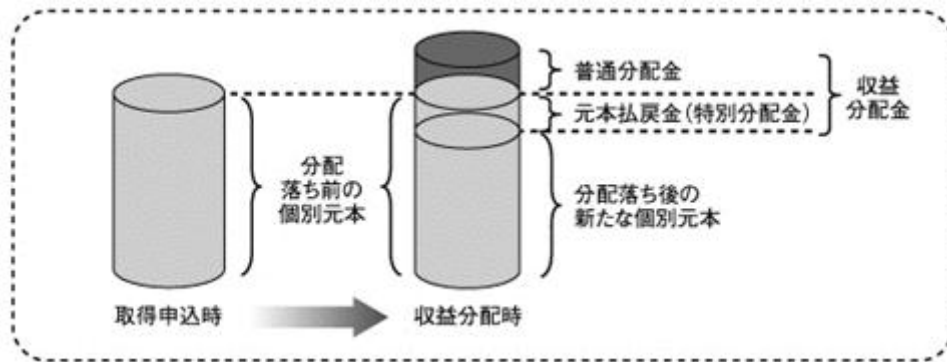 普通分配金
元本払戻金(特別分配金)
収益
分配金
分配
落ち前の
個別元本
分配落ち後の
新たな個別元本
取得申込時
収益分配時